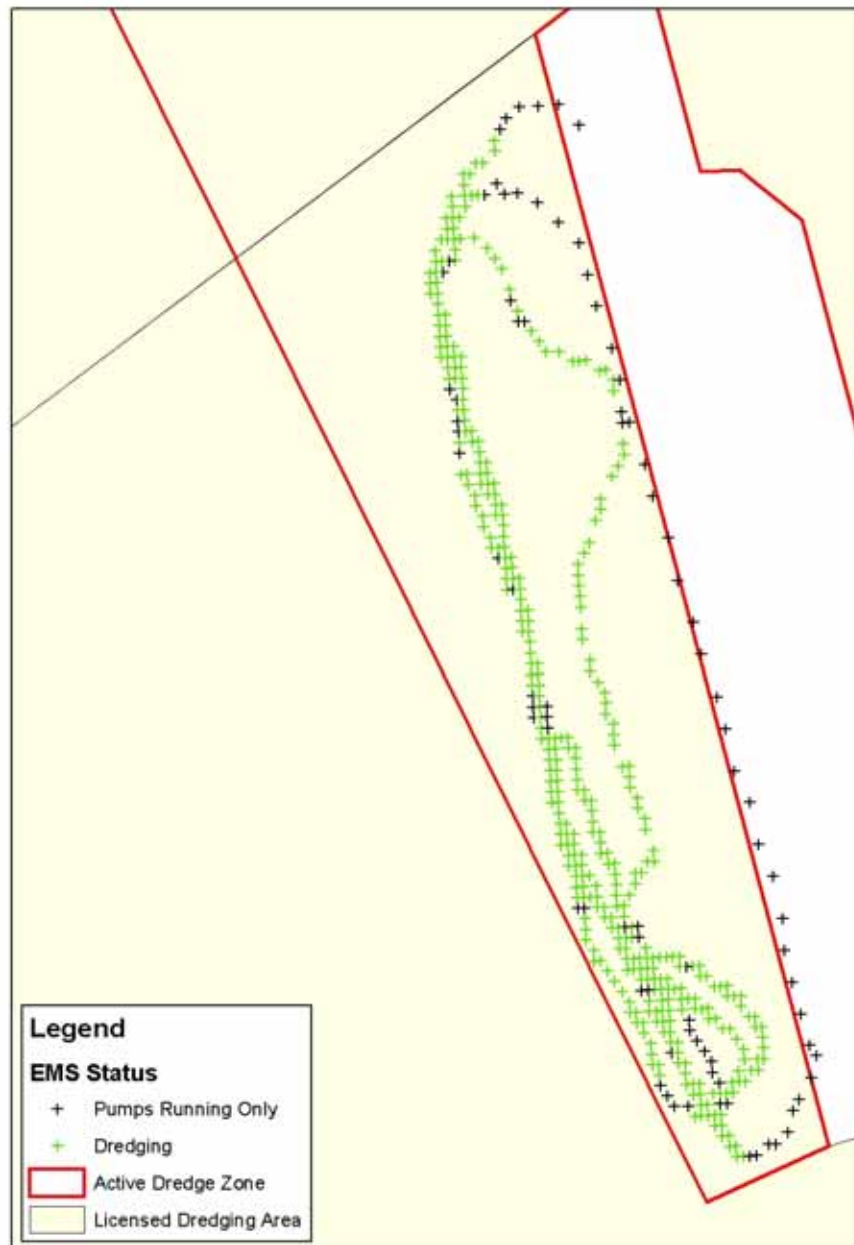 Legend
EMS Status
Pumps Running Only
Dredging
Active Dredge Zone
Licensed Dredging Area